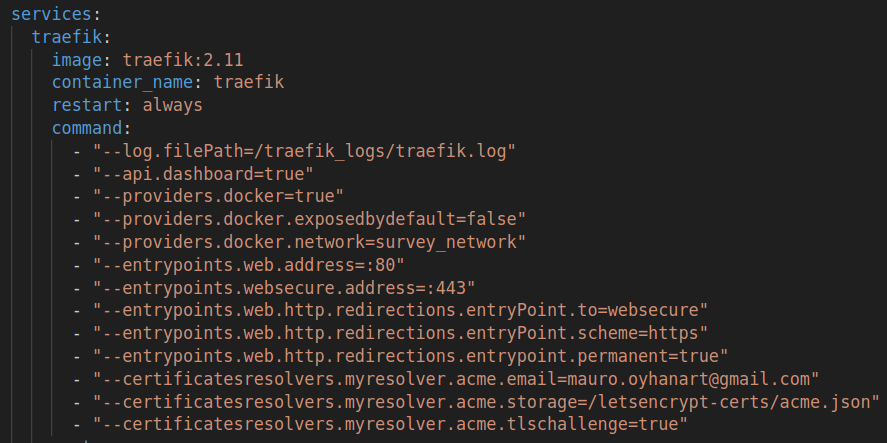 services:
  traefik:
    image: traefik:2.11
    container_name: traefik
    restart: always
    command:
      - "--log.filePath=/traefik_logs/traefik.log"
      - "--api.dashboard=true"
      - "--providers.docker=true"
      - "--providers.docker.exposedbydefault=false"
      - "--providers.docker.network=survey_network"
      - "--entrypoints.web.address=:80"
      - "--entrypoints.websecure.address=:443"
      - "--entrypoints.web.http.redirections.entryPoint.to=websecure"
      - "--entrypoints.web.http.redirections.entryPoint.scheme=https"
      - "--entrypoints.web.http.redirections.entrypoint.permanent=true"
      - "--certificatesresolvers.myresolver.acme.email=mauro.oyhanart@gmail.com"
      - "--certificatesresolvers.myresolver.acme.storage=/letsencrypt-certs/acme.json"
      - "--certificatesresolvers.myresolver.acme.tlschallenge=true"